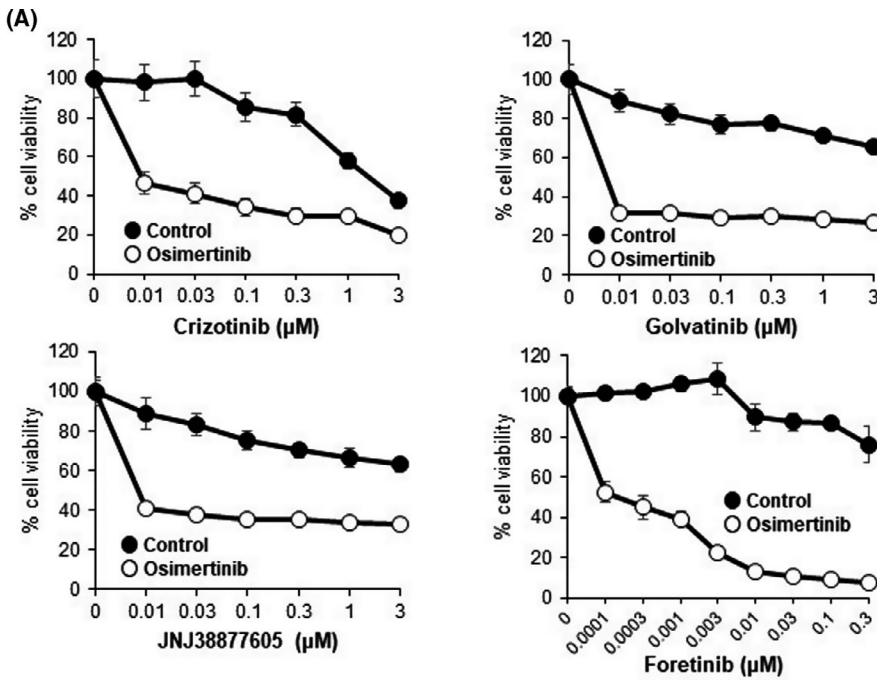 (A)
120
100
80
60
40
20
0
% cell viability
Control
Osimertinib
0 0.01 0.03 0.1 0.3 1 3
Crizotinib (µM)
120
100
80
60
40
20
0
% cell viability
Control
Osimertinib
0 0.01 0.03 0.1 0.3 1 3
Golvatinib (µM)
120
100
80
60
40
20
0
% cell viability
Control
Osimertinib
0 0.01 0.03 0.1 0.3 1 3
JNJ38877605 (µM)
120
100
80
60
40
20
0
% cell viability
Control
Osimertinib
0 0.0001 0.0003 0.001 0.003 0.01 0.03 0.1 0.3
Foretinib (µM)